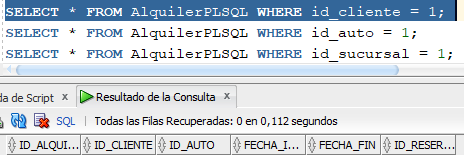 SELECT * FROM AlquilerPLSQL WHERE id_cliente = 1;
SELECT * FROM AlquilerPLSQL WHERE id_auto = 1;
SELECT * FROM AlquilerPLSQL WHERE id_sucursal = 1;
da de Script x Resultado de la Consulta x
SQL | Todas las Filas Recuperadas: 0 en 0,112 segundos
ID_ALQUI... ID_CLIENTE ID_AUTO FECHA_I... FECHA_FIN ID_RESER...